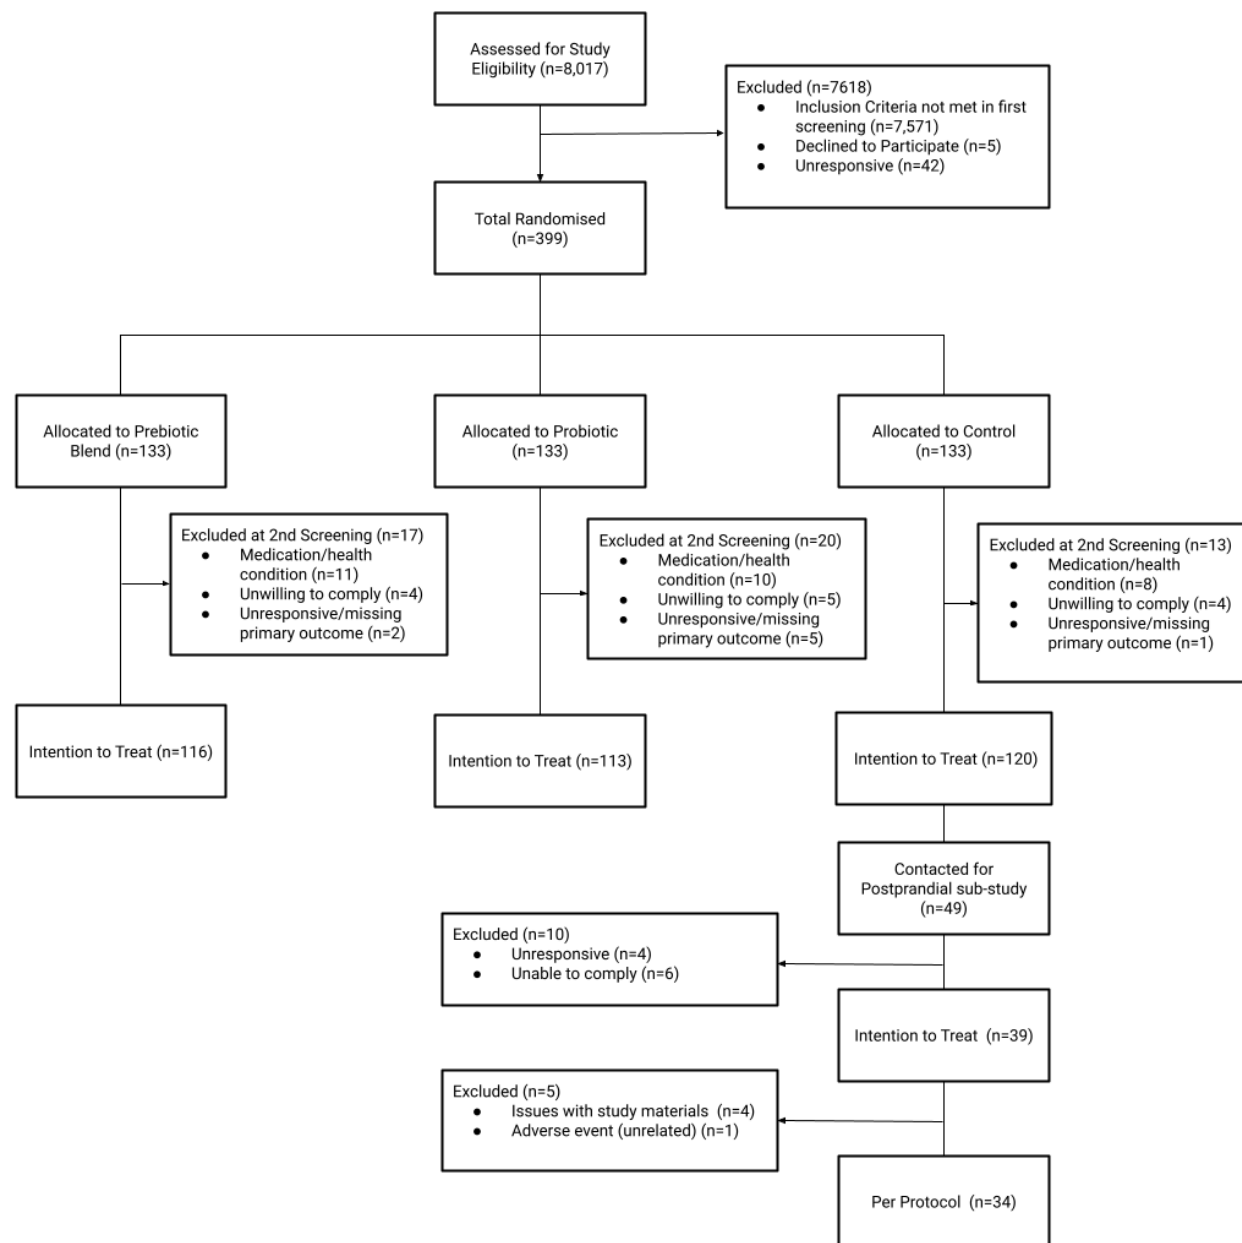 Assessed for Study
Eligibility (n=8,017)
Excluded (n=7618)
● Inclusion Criteria not met in first
screening (n=7,571)
● Declined to Participate (n=5)
● Unresponsive (n=42)
Total Randomised
(n=399)
Allocated to Prebiotic
Blend (n=133)
Allocated to Probiotic
(n=133)
Allocated to Control
(n=133)
Excluded at 2nd Screening (n=17)
● Medication/health
condition (n=11)
● Unwilling to comply (n=4)
● Unresponsive/missing
primary outcome (n=2)
Excluded at 2nd Screening (n=20)
● Medication/health
condition (n=10)
● Unwilling to comply (n=5)
● Unresponsive/missing
primary outcome (n=5)
Excluded at 2nd Screening (n=13)
● Medication/health
condition (n=8)
● Unwilling to comply (n=4)
● Unresponsive/missing
primary outcome (n=1)
Intention to Treat (n=116)
Intention to Treat (n=113)
Intention to Treat (n=120)
Contacted for
Postprandial sub-study
(n=49)
Excluded (n=10)
● Unresponsive (n=4)
● Unable to comply (n=6)
Intention to Treat (n=39)
Excluded (n=5)
● Issues with study materials (n=4)
● Adverse event (unrelated) (n=1)
Per Protocol (n=34)